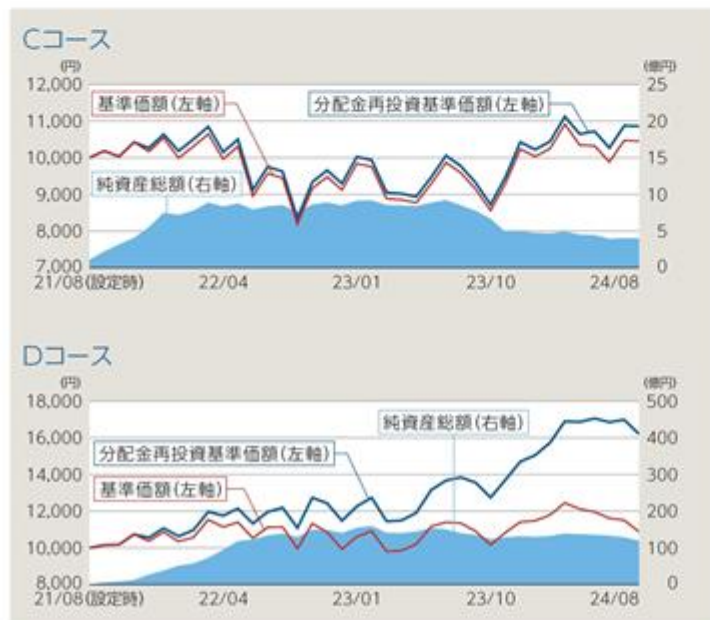 Cコース
(円) (億円)
12,000 25
基準価額(左軸) 分配金再投資基準価額(左軸)
11,000 20
10,000 15
純資産総額(右軸)
9,000 10
8,000 5
7,000 0
21/08(設定時) 22/04 23/01 23/10 24/08
Dコース
(円) (億円)
18,000 500
純資産総額(右軸)
16,000 400
分配金再投資基準価額(左軸)
14,000 300
基準価額(左軸)
12,000 200
10,000 100
8,000 0
21/08(設定時) 22/04 23/01 23/10 24/08